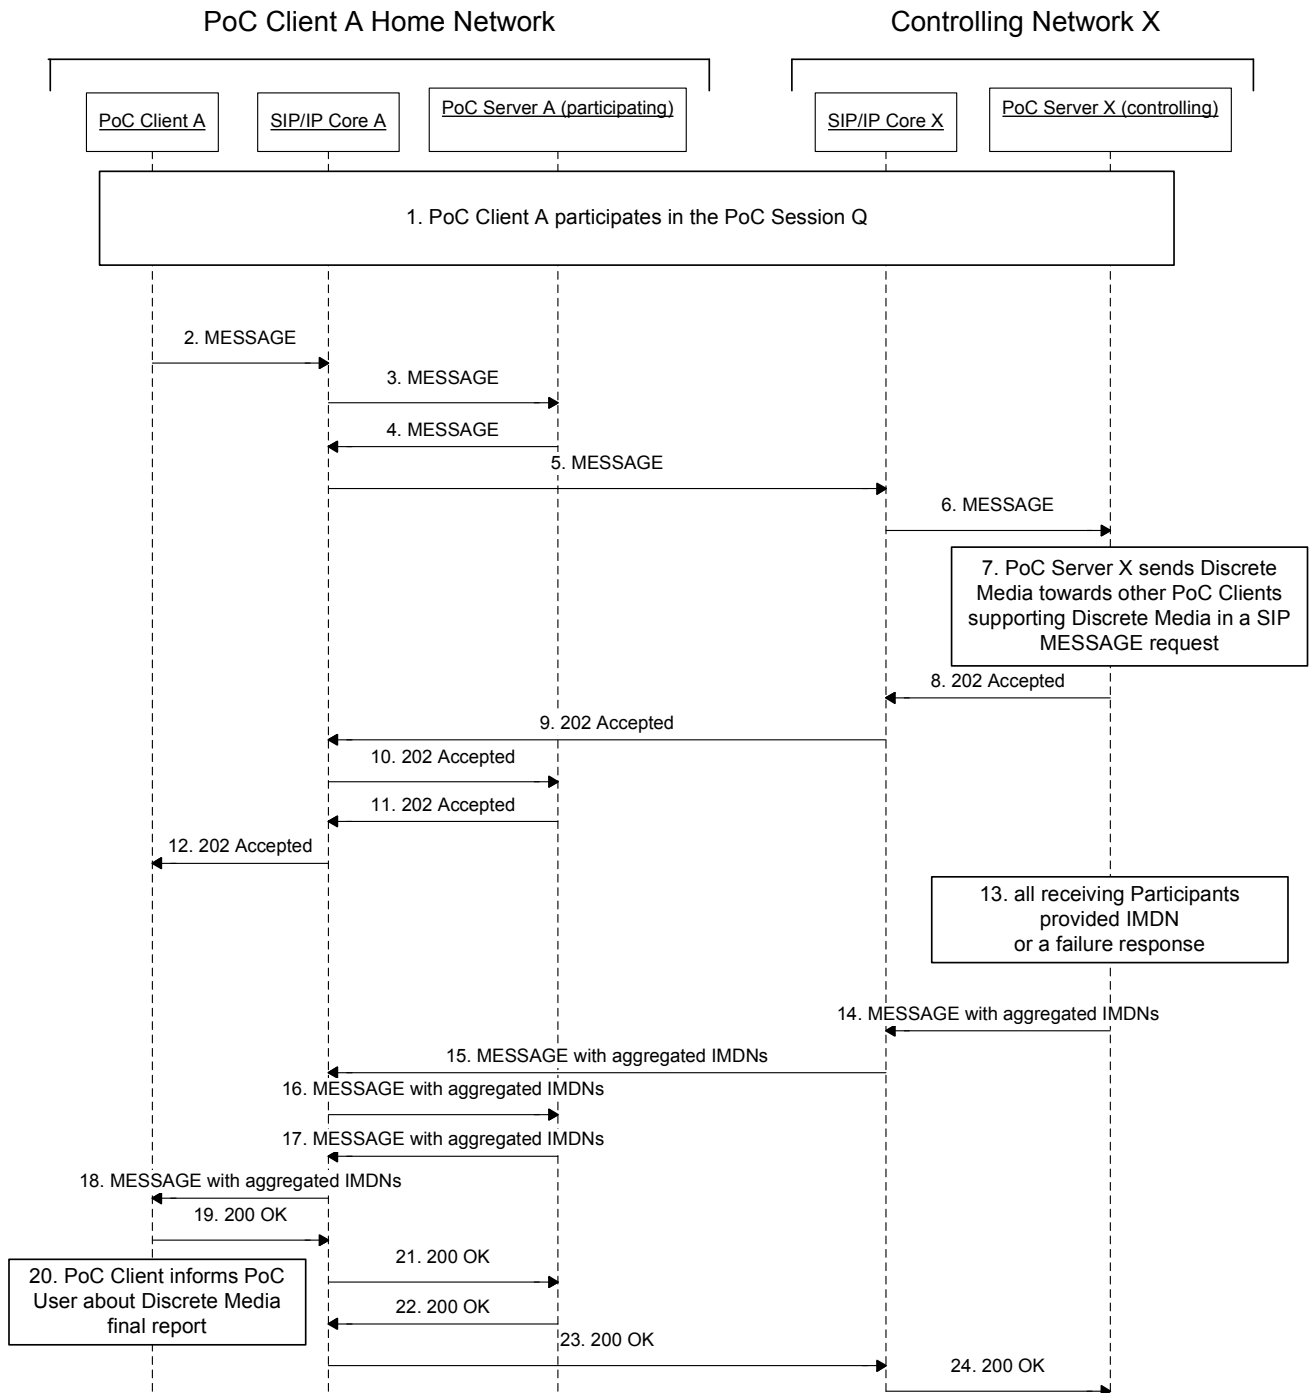 PoC Client A Home Network
Controlling Network X
PoC Client A
SIP/IP Core A
PoC Server A (participating)
SIP/IP Core X
PoC Server X (controlling)
1. PoC Client A participates in the PoC Session Q
2. MESSAGE
3. MESSAGE
4. MESSAGE
5. MESSAGE
6. MESSAGE
7. PoC Server X sends Discrete
Media towards other PoC Clients
supporting Discrete Media in a SIP
MESSAGE request
8. 202 Accepted
9. 202 Accepted
10. 202 Accepted
11. 202 Accepted
12. 202 Accepted
13. all receiving Participants
provided IMDN
or a failure response
14. MESSAGE with aggregated IMDNs
15. MESSAGE with aggregated IMDNs
16. MESSAGE with aggregated IMDNs
17. MESSAGE with aggregated IMDNs
18. MESSAGE with aggregated IMDNs
19. 200 OK
20. PoC Client informs PoC
User about Discrete Media
final report
21. 200 OK
22. 200 OK
23. 200 OK
24. 200 OK